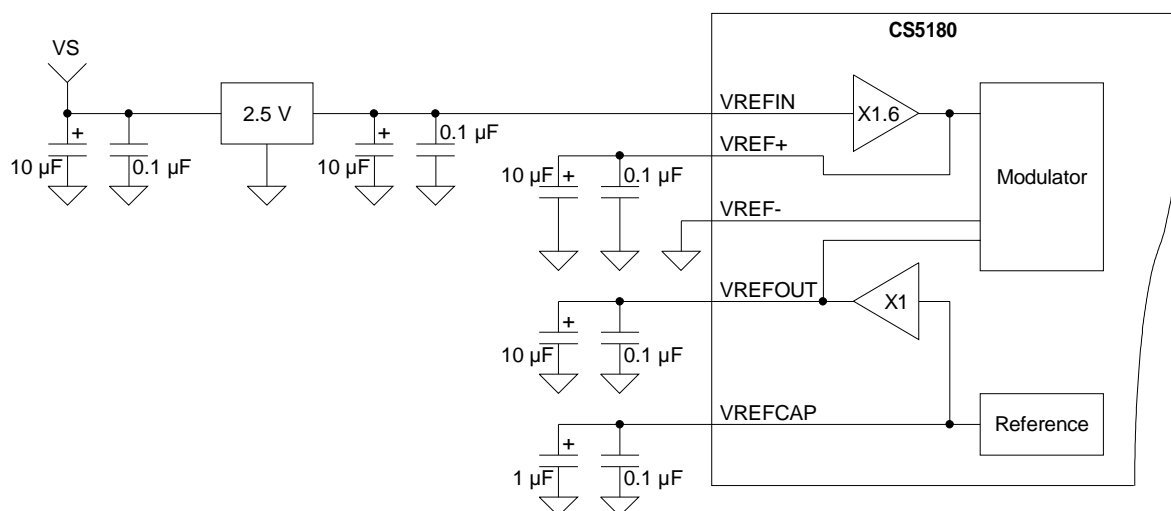 CS5180
VS
2.5 V
VREFIN
X1.6
+
10 µF
0.1 µF
+
10 µF
0.1 µF
VREF+
10 µF
+
0.1 µF
Modulator
VREF-
VREFOUT
X1
+
10 µF
0.1 µF
VREFCAP
Reference
+
1 µF
0.1 µF